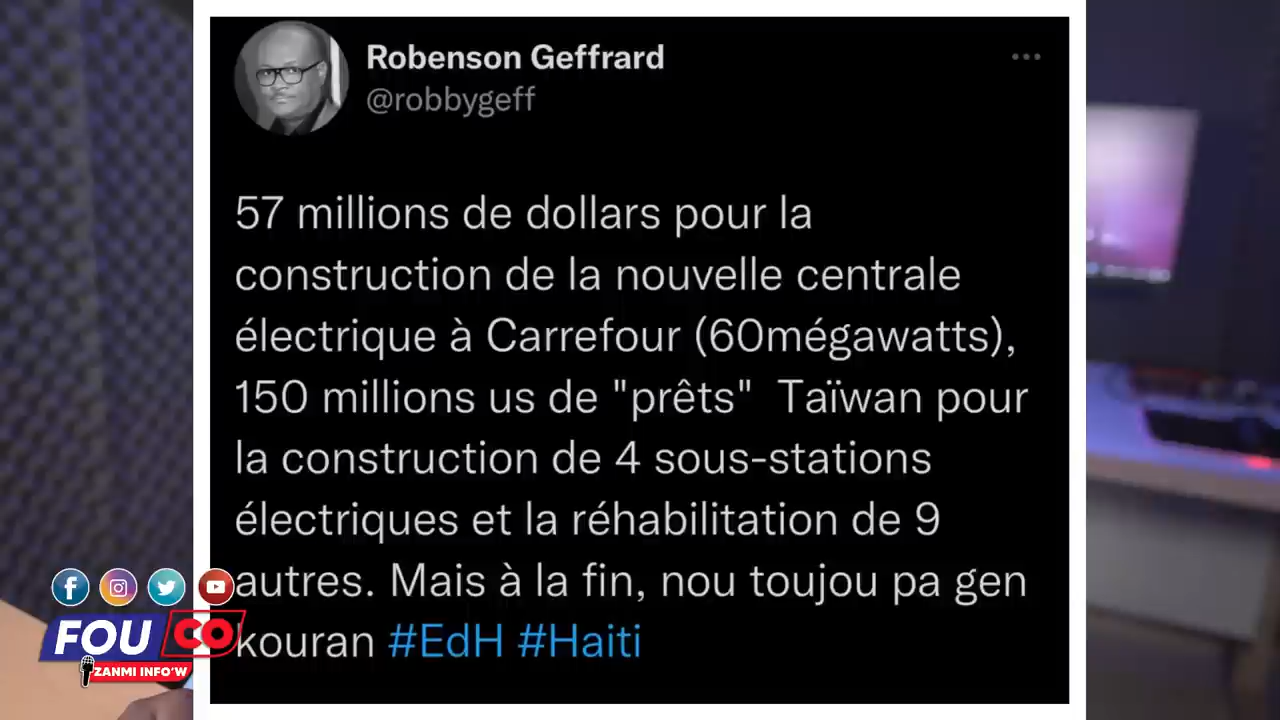 Robenson Geffrard
@robbygeff
57 millions de dollars pour la
construction de la nouvelle centrale
électrique à Carrefour (60mégawatts),
150 millions us de "prêts"  Taïwan pour
la construction de 4 sous-stations
électriques et la réhabilitation de 9
autres. Mais à la fin, nou toujou pa gen
kouran #EdH #Haiti
FOU CO
ZANMI INFO'W